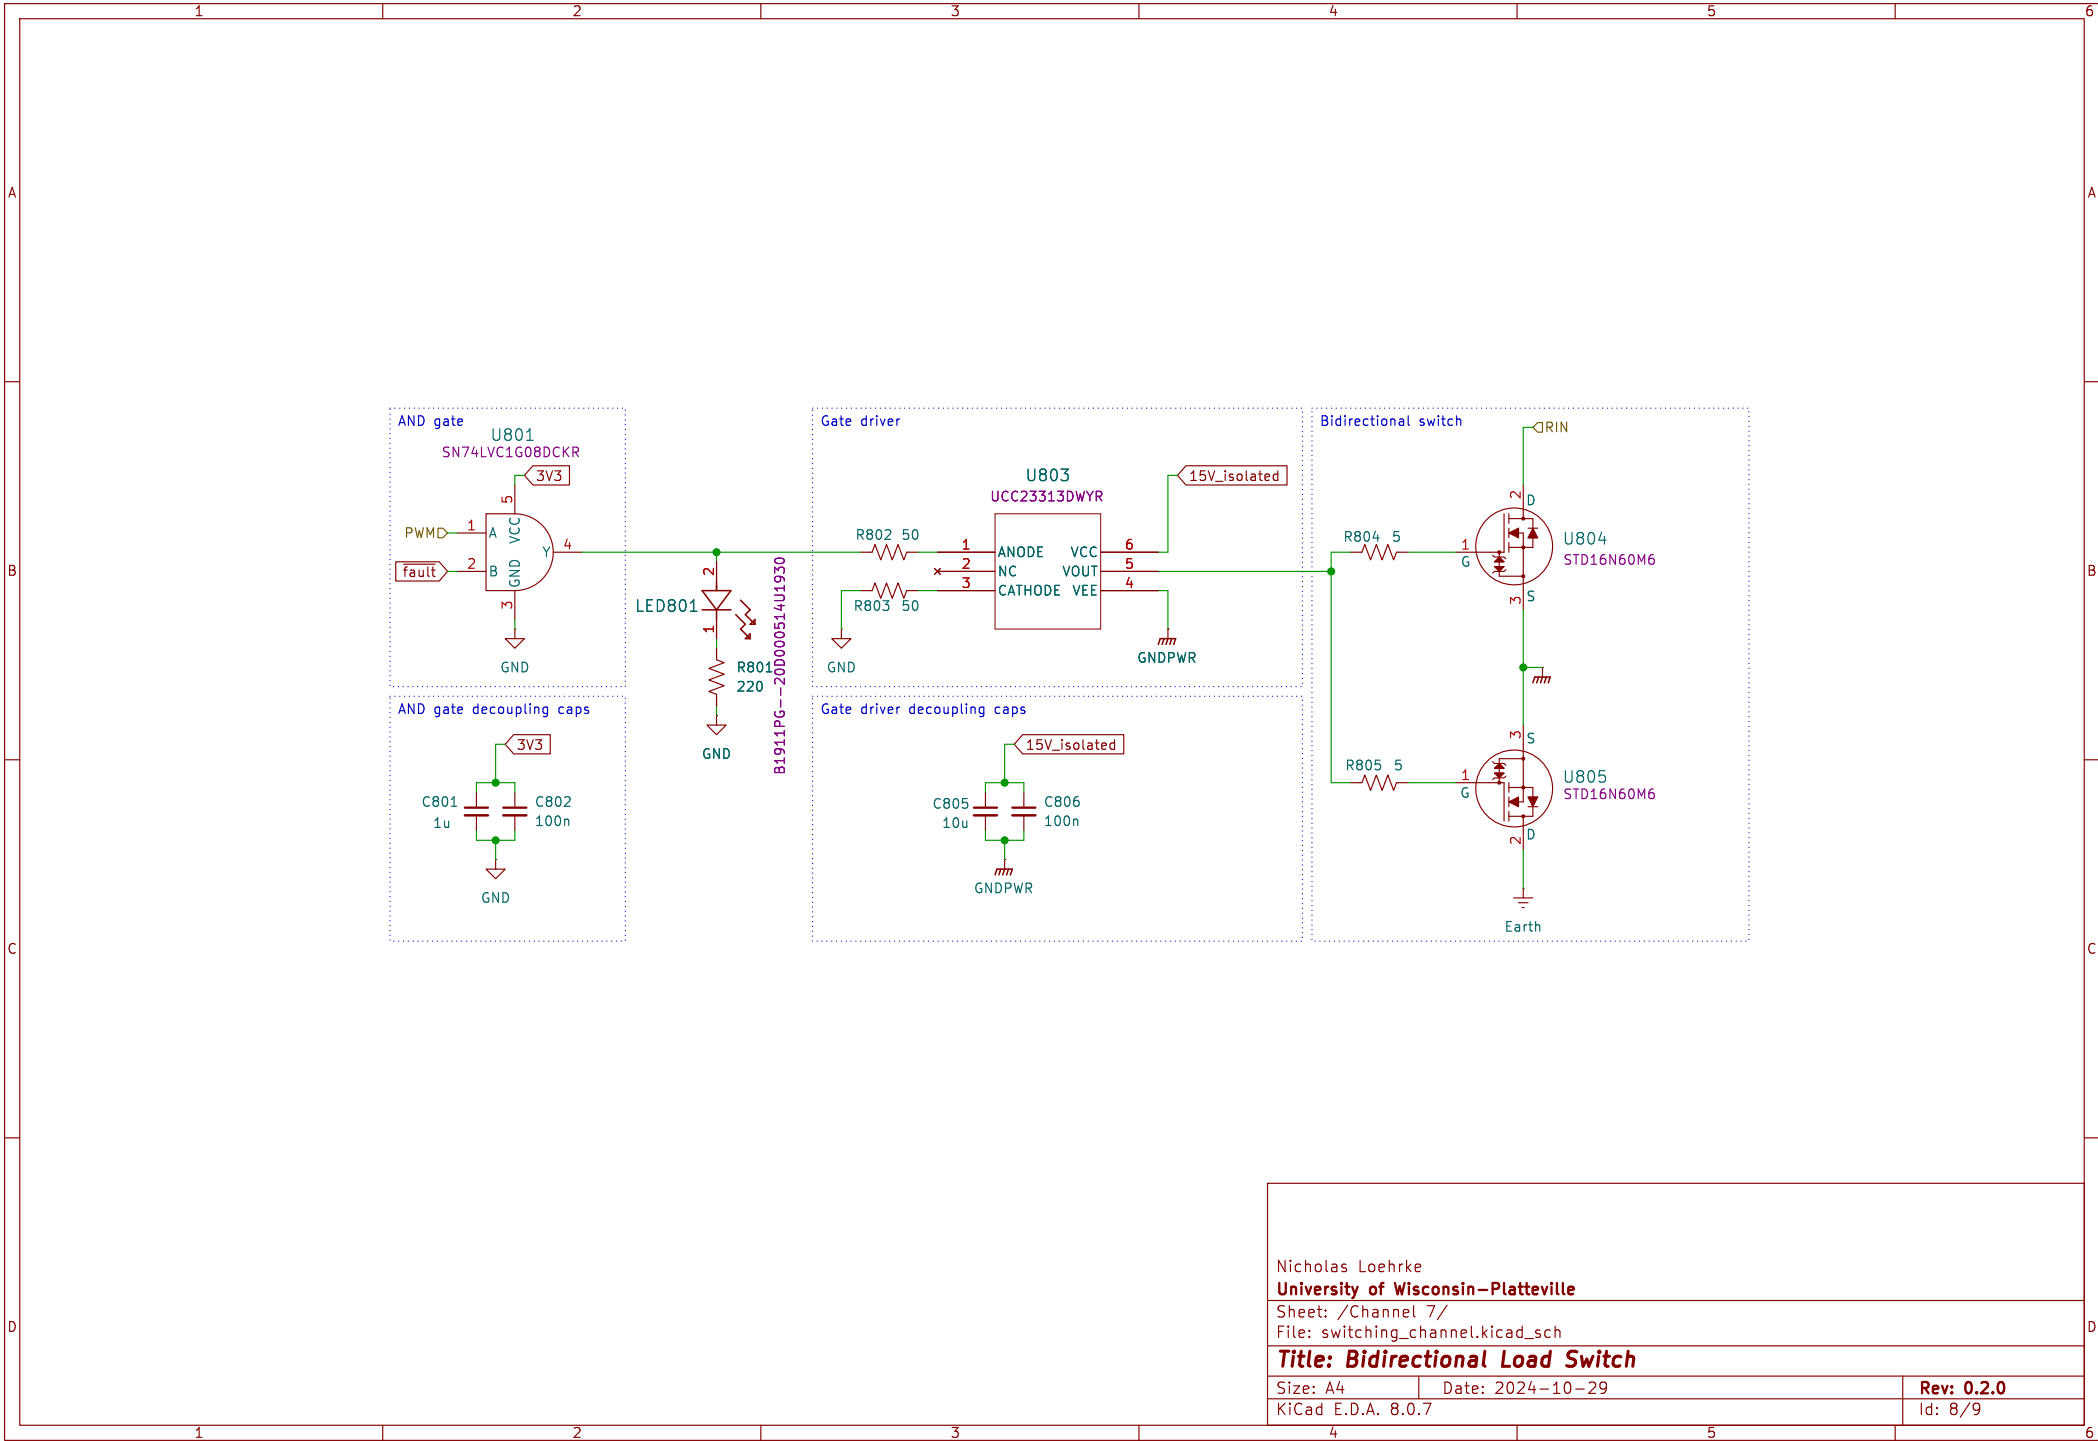 1 2 3 4 5 6
A A
B B
C C
D D
AND gate
U801
SN74LVC1G08DCKR
3V3
5
VCC
PWM 1 A
Y 4
fault 2 B
GND
3
GND
2
LED801
1
B1911PG--20D000514U1930
R801
220
GND
AND gate decoupling caps
3V3
C801
1u
C802
100n
GND
Gate driver
U803
UCC23313DWYR
15V_isolated
R802 50
1 ANODE VCC 6
2 NC VOUT 5
3 CATHODE VEE 4
R803 50
GND
GNDPWR
Gate driver decoupling caps
15V_isolated
C805
10u
C806
100n
GNDPWR
Bidirectional switch
RIN
2 D
R804 5
1
G
U804
STD16N60M6
3 S
3 S
R805 5
1
G
U805
STD16N60M6
2 D
Earth
Nicholas Loehrke
University of Wisconsin-Platteville
Sheet: /Channel 7/
File: switching_channel.kicad_sch
Title: Bidirectional Load Switch
Size: A4 Date: 2024-10-29 Rev: 0.2.0
KiCad E.D.A. 8.0.7 Id: 8/9
1 2 3 4 5 6